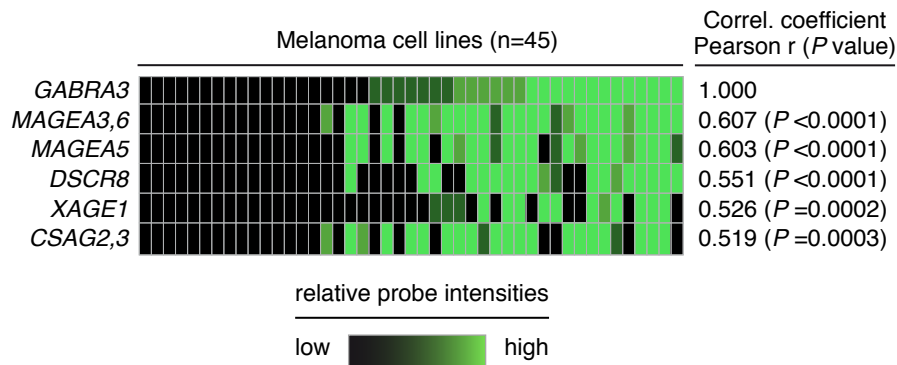 Correl. coefficient
Melanoma cell lines (n=45) Pearson r (P value)
GABRA3 1.000
MAGEA3,6 0.607 (P <0.0001)
MAGEA5 0.603 (P <0.0001)
DSCR8 0.551 (P <0.0001)
XAGE1 0.526 (P =0.0002)
CSAG2,3 0.519 (P =0.0003)
relative probe intensities
low high